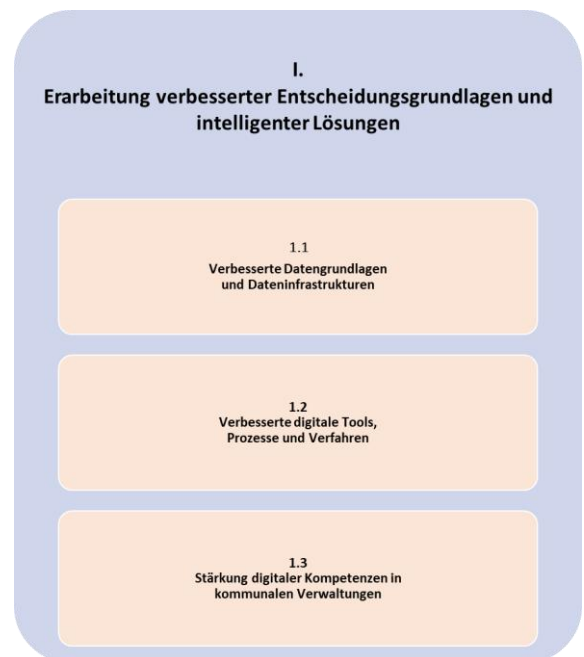 I.
Erarbeitung verbesserter Entscheidungsgrundlagen und
intelligenter Lösungen
1.1
Verbesserte Datengrundlagen
und Dateninfrastrukturen
1.2
Verbesserte digitale Tools,
Prozesse und Verfahren
1.3
Stärkung digitaler Kompetenzen in
kommunalen Verwaltungen